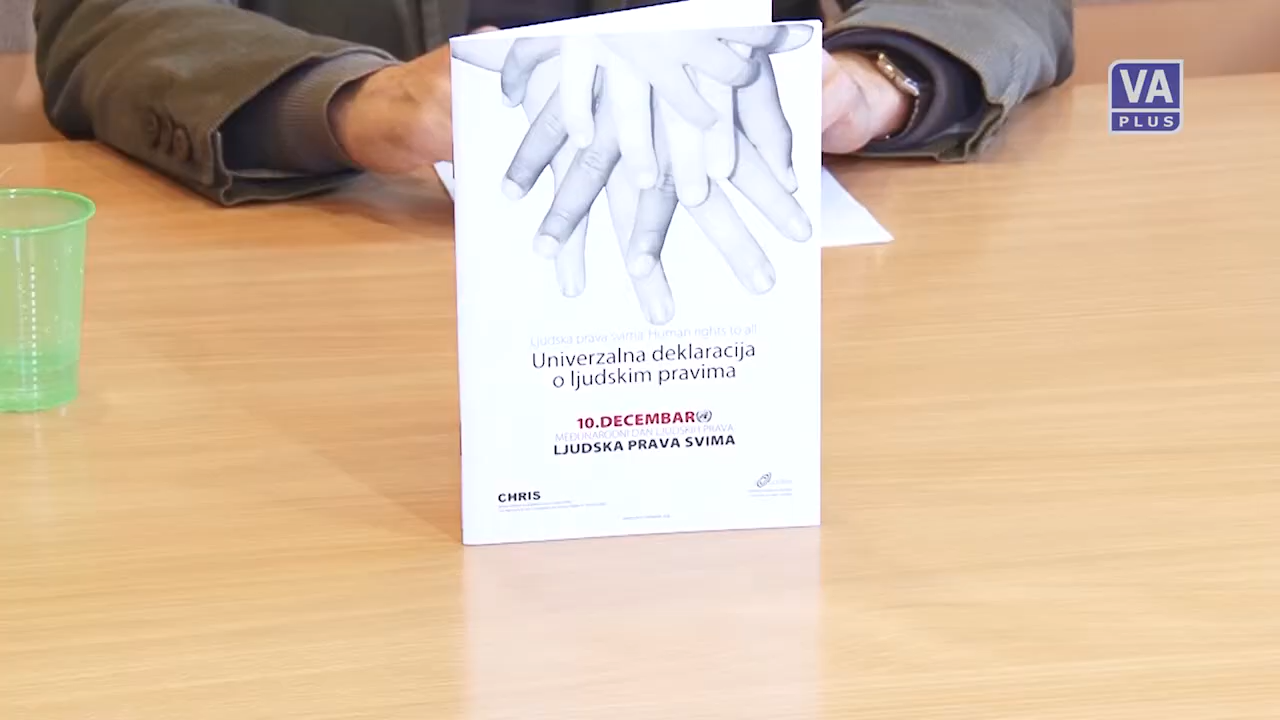 VA
PLUS
Ljudska prava svima Human rights to all
Univerzalna deklaracija
o ljudskim pravima
10.DECEMBAR
MEĐUNARODNI DAN LJUDSKIH PRAVA
LJUDSKA PRAVA SVIMA
CHRIS